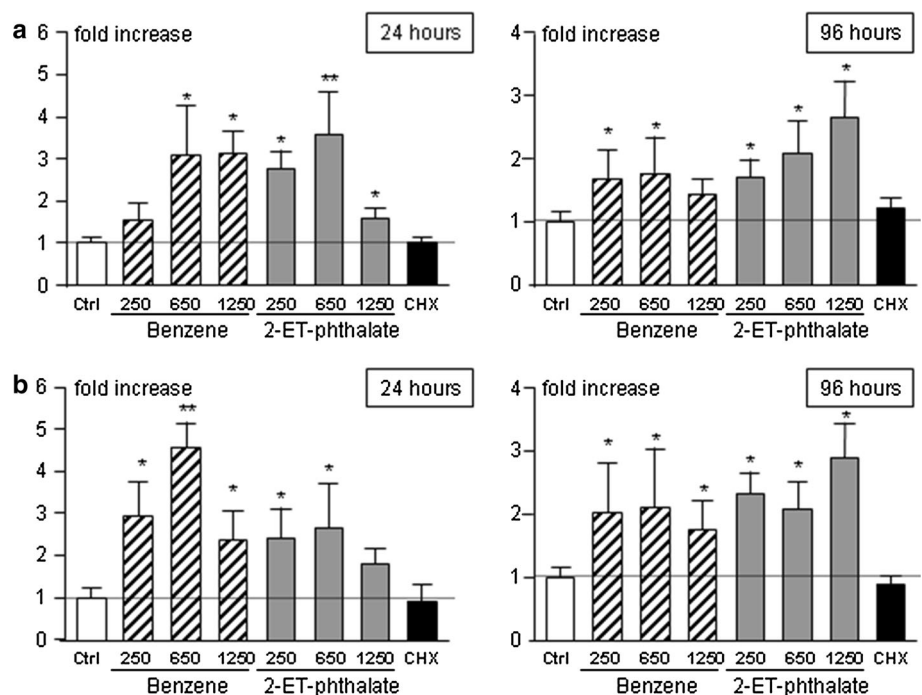 a
6
5
4
3
2
1
0
fold increase
24 hours
* * * ** *
Ctrl 250 650 1250 250 650 1250 CHX
Benzene 2-ET-phthalate
4
3
2
1
0
fold increase
96 hours
* * * * *
Ctrl 250 650 1250 250 650 1250 CHX
Benzene 2-ET-phthalate
b
6
5
4
3
2
1
0
fold increase
24 hours
* ** * * *
Ctrl 250 650 1250 250 650 1250 CHX
Benzene 2-ET-phthalate
4
3
2
1
0
fold increase
96 hours
* * * * * *
Ctrl 250 650 1250 250 650 1250 CHX
Benzene 2-ET-phthalate